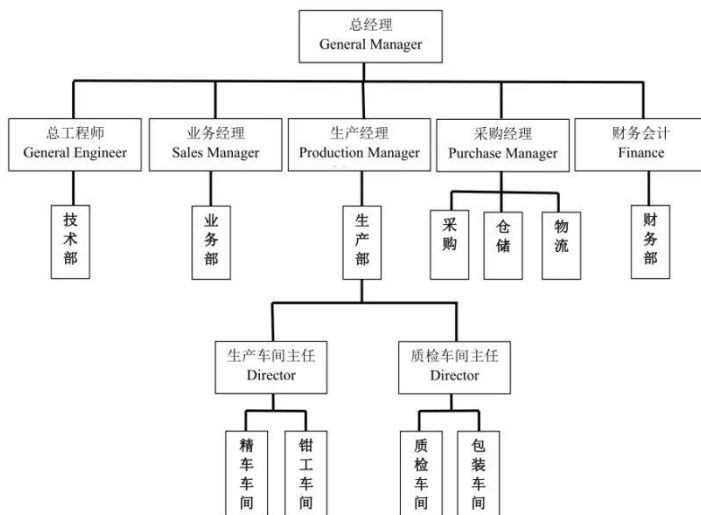 总经理
General Manager
总工程师
General Engineer
业务经理
Sales Manager
生产经理
Production Manager
采购经理
Purchase Manager
财务会计
Finance
技术部
业务部
生产部
采购
仓储
物流
财务部
生产车间主任
Director
质检车间主任
Director
精车车间
钳工车间
质检车间
包装车间